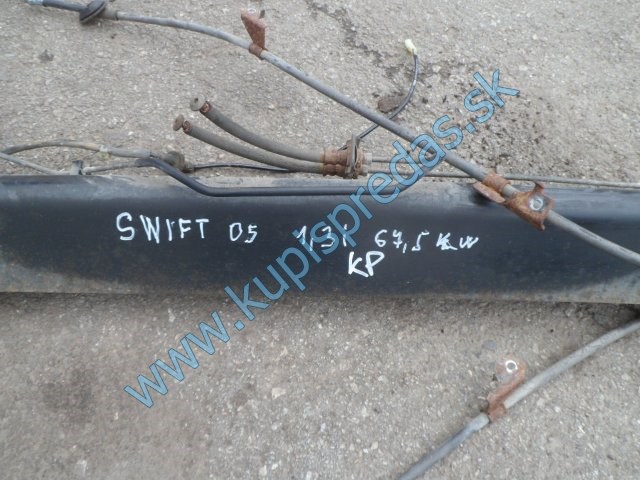 SWIFT 05 1,3i 67,5 kW
KP
www.kupispredas.sk